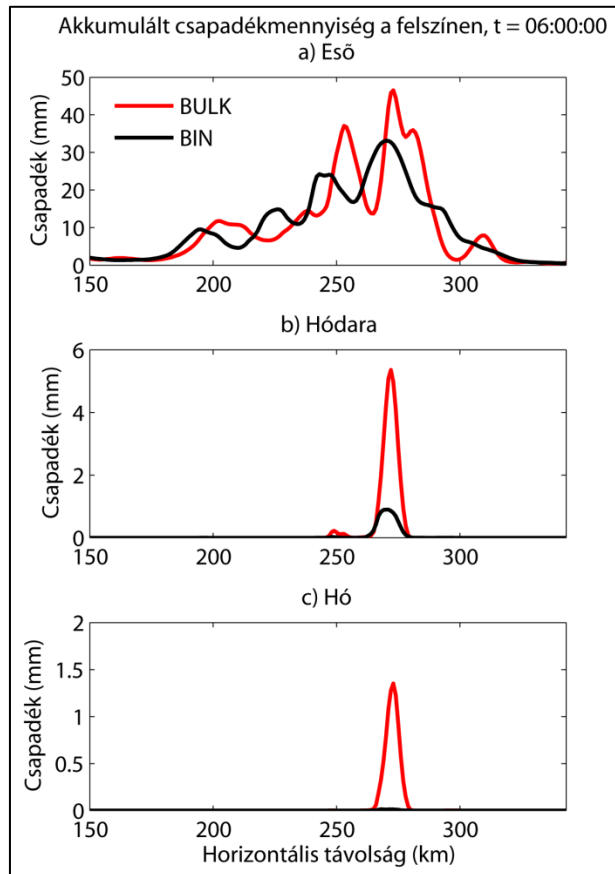 Akkumulált csapadékmennyiség a felszínen, t = 06:00:00
a) Eső
50
40
30
20
10
0
Csapadék (mm)
BULK
BIN
150 200 250 300
b) Hódara
6
4
2
0
Csapadék (mm)
150 200 250 300
c) Hó
2
1.5
1
0.5
0
Csapadék (mm)
150 200 250 300
Horizontális távolság (km)